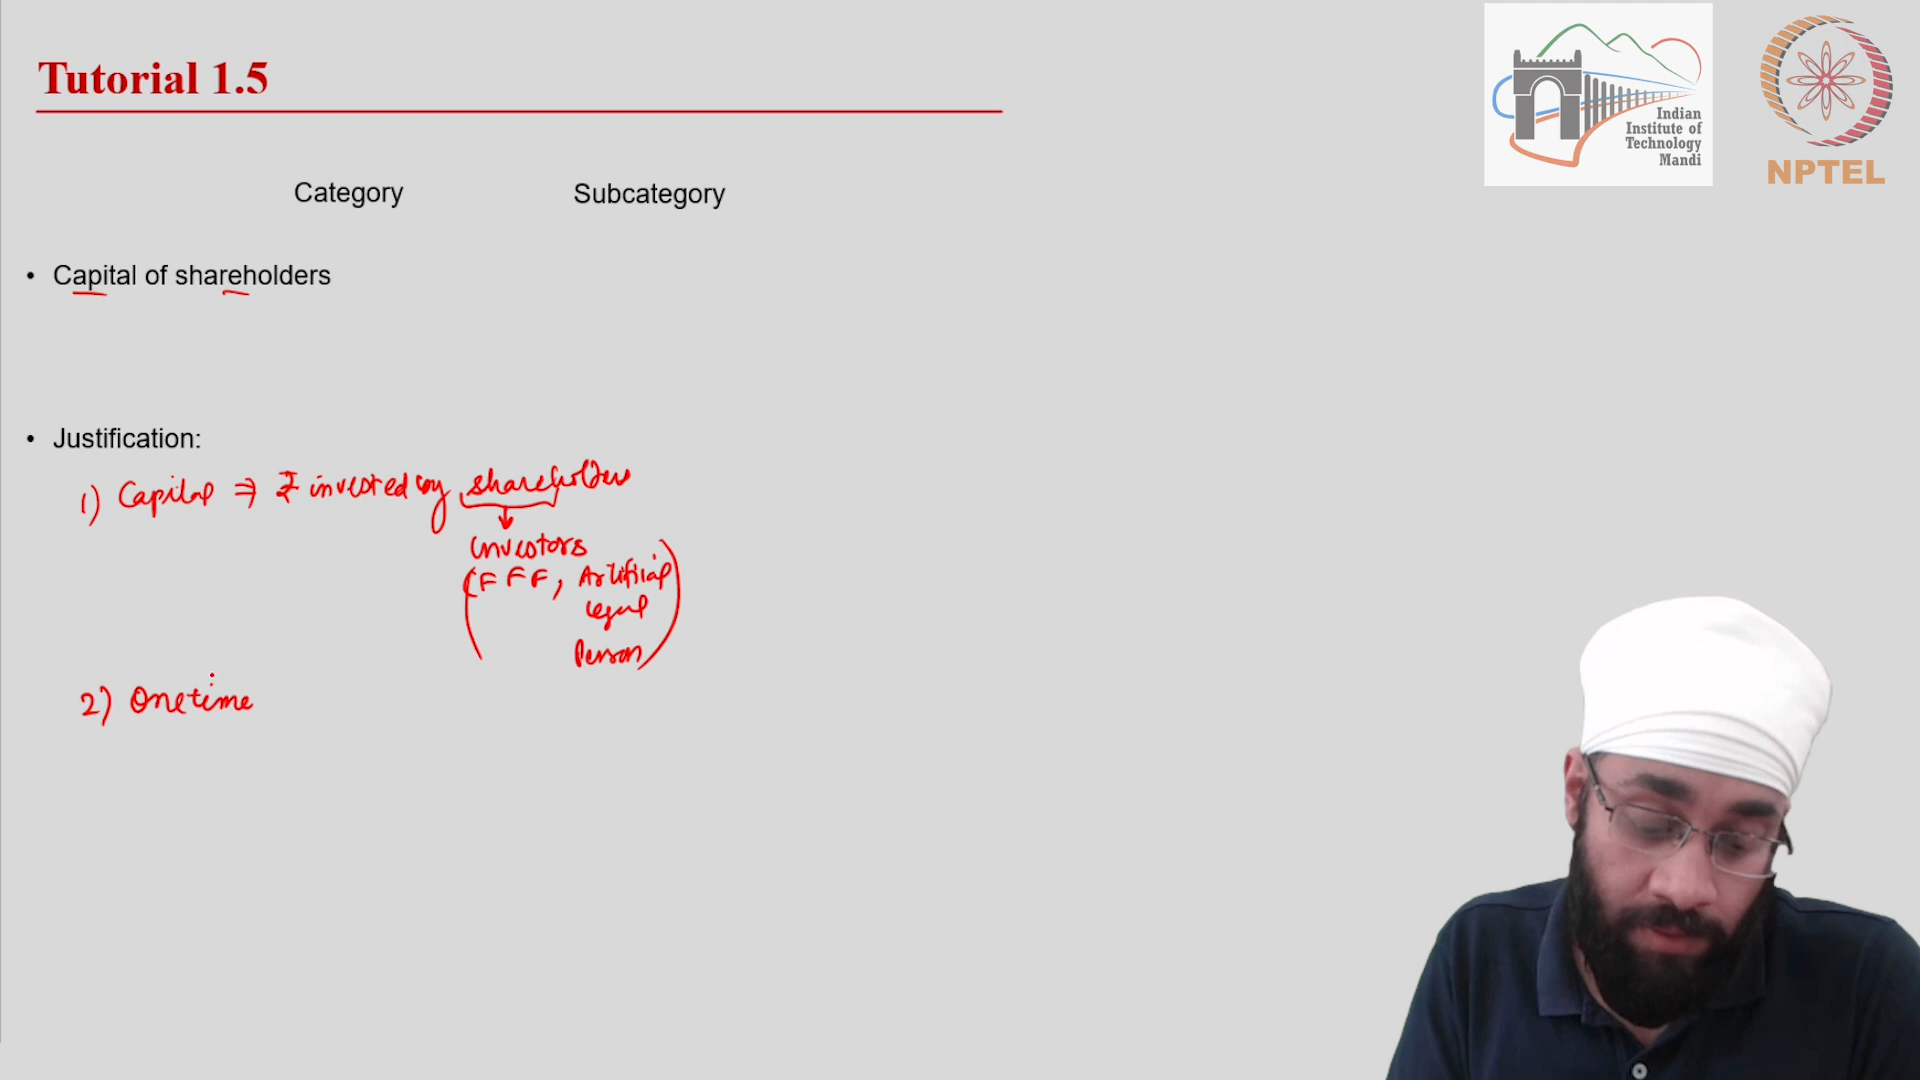 Tutorial 1.5
Indian
Institute of
Technology
Mandi
NPTEL
Category Subcategory
• Capital of shareholders
• Justification:
1) Capital ⇒ ₹ invested by shareholders
↓
investors
(FFF, Artificial
legal
Person)
2) Onetime